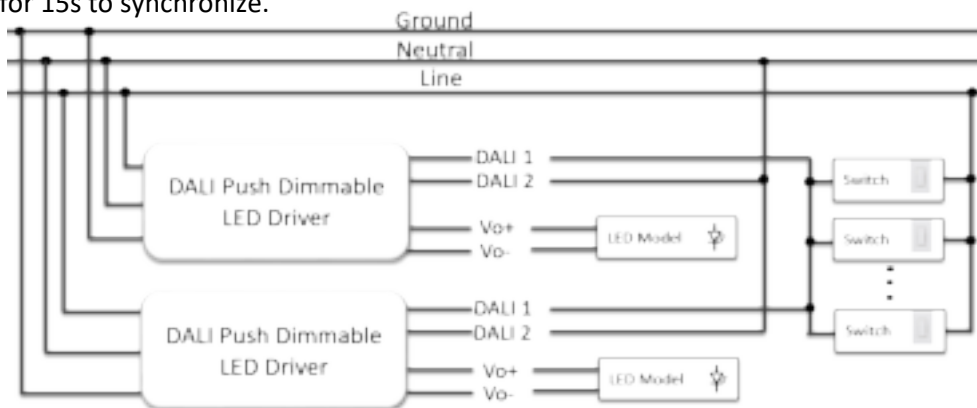 for 15s to synchronize.
Ground
Neutral
Line
DALI Push Dimmable
LED Driver
DALI 1
DALI 2
Vo+
Vo-
LED Model
Switch
Switch
Switch
DALI Push Dimmable
LED Driver
DALI 1
DALI 2
Vo+
Vo-
LED Model